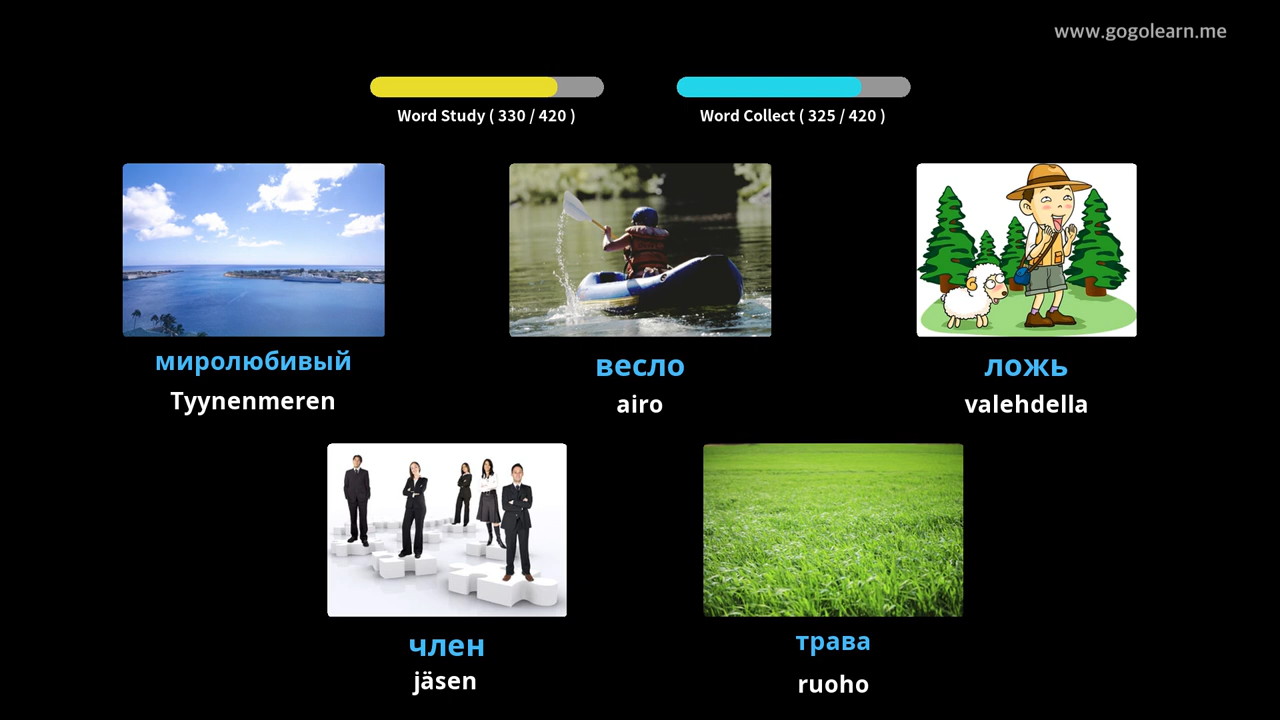 www.gogolearn.me
Word Study ( 330 / 420 )
Word Collect ( 325 / 420 )
миролюбивый
Tyynenmeren
весло
airo
ложь
valehdella
член
jäsen
трава
ruoho